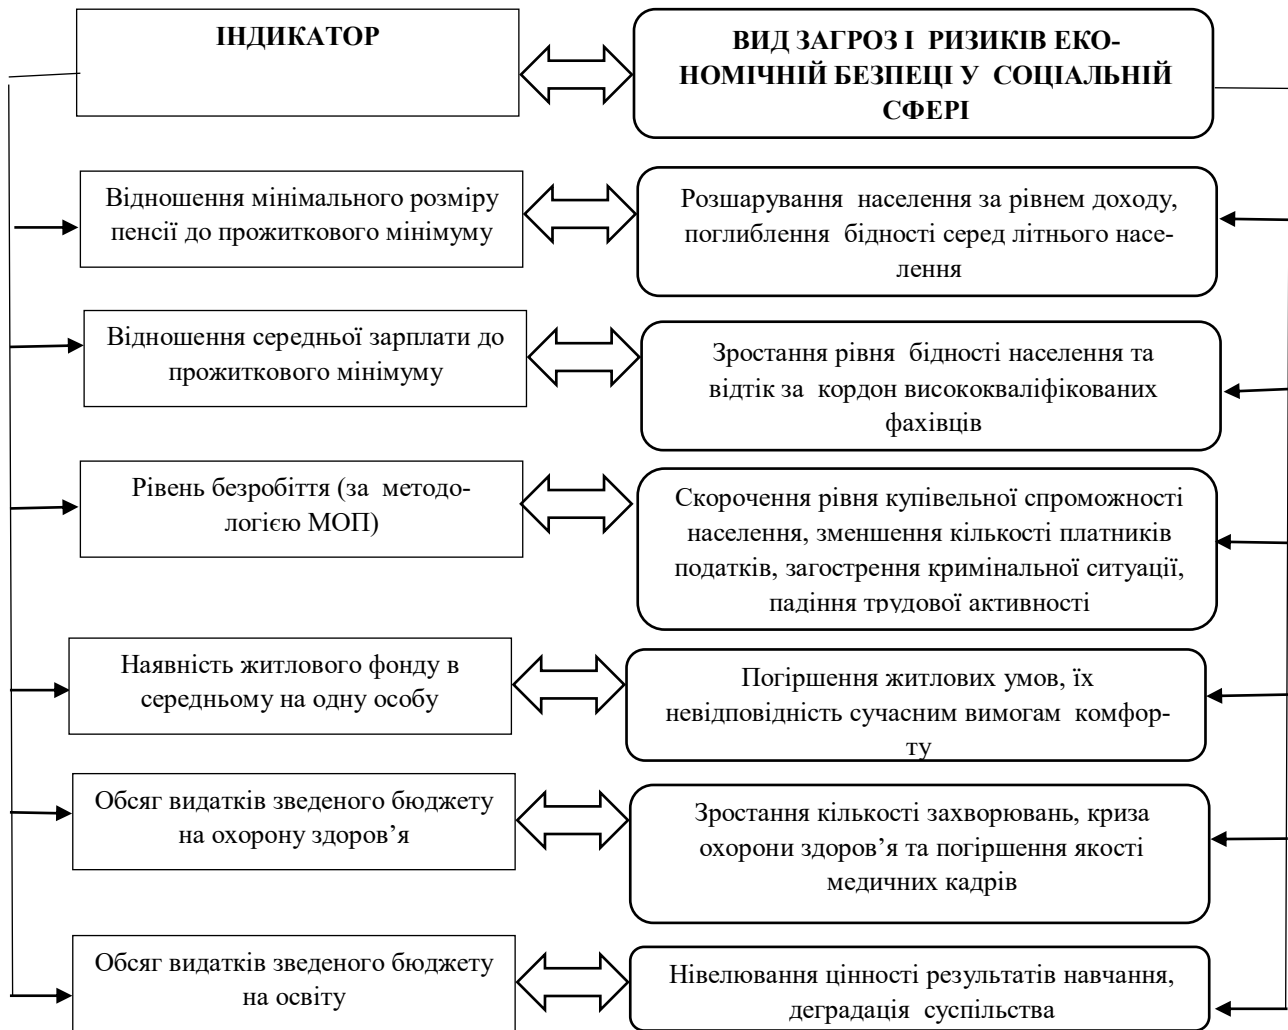 ІНДИКАТОР
ВИД ЗАГРОЗ І РИЗИКІВ ЕКО-
НОМІЧНІЙ БЕЗПЕЦІ У СОЦІАЛЬНІЙ
СФЕРІ
Відношення мінімального розміру
пенсії до прожиткового мінімуму
Розшарування населення за рівнем доходу,
поглиблення бідності серед літнього насе-
лення
Відношення середньої зарплати до
прожиткового мінімуму
Зростання рівня бідності населення та
відтік за кордон висококваліфікованих
фахівців
Рівень безробіття (за методо-
логією МОП)
Скорочення рівня купівельної спроможності
населення, зменшення кількості платників
податків, загострення кримінальної ситуації,
падіння трудової активності
Наявність житлового фонду в
середньому на одну особу
Погіршення житлових умов, їх
невідповідність сучасним вимогам комфор-
ту
Обсяг видатків зведеного бюджету
на охорону здоров’я
Зростання кількості захворювань, криза
охорони здоров’я та погіршення якості
медичних кадрів
Обсяг видатків зведеного бюджету
на освіту
Нівелювання цінності результатів навчання,
деградація суспільства